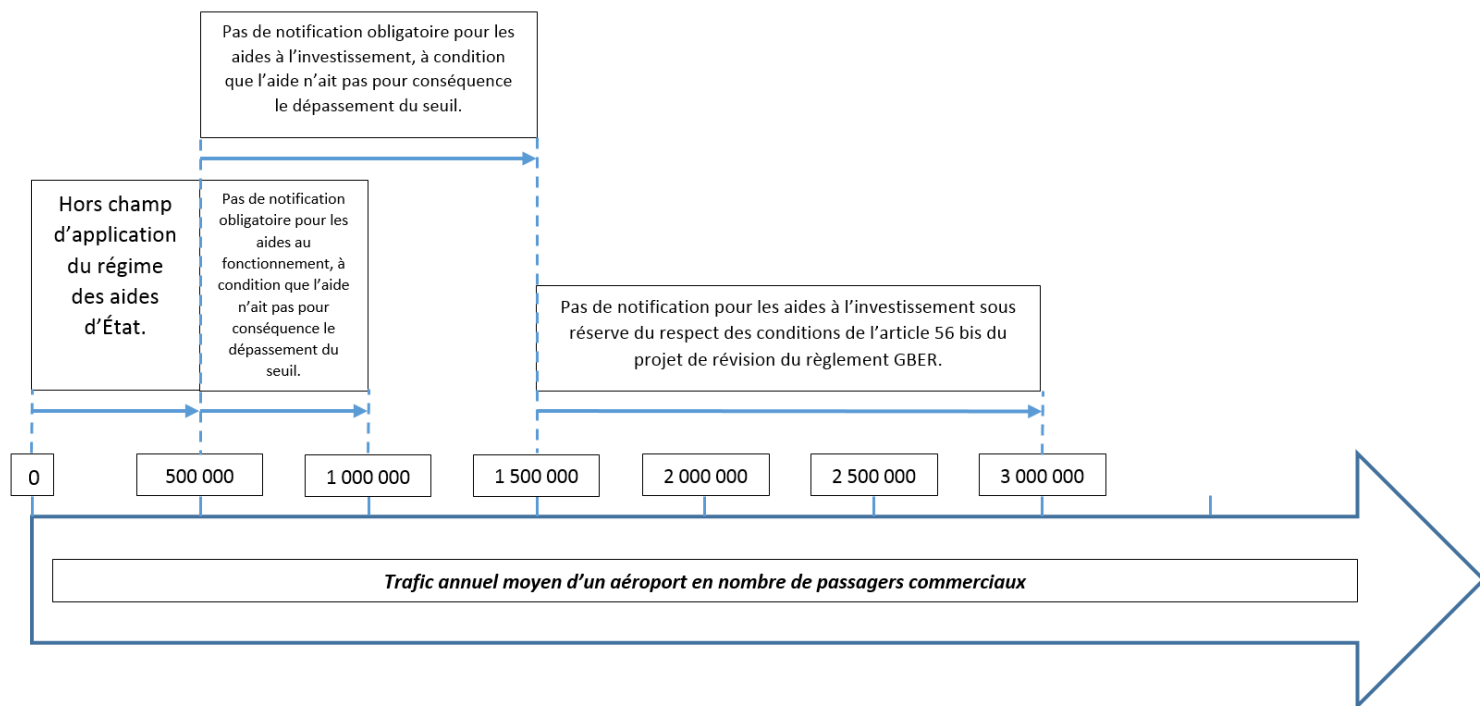 Pas de notification obligatoire pour les
aides à l’investissement, à condition
que l’aide n’ait pas pour conséquence
le dépassement du seuil.
Hors champ
d’application
du régime
des aides
d’État.
Pas de notification
obligatoire pour les
aides au
fonctionnement, à
condition que l’aide
n’ait pas pour
conséquence le
dépassement du
seuil.
Pas de notification pour les aides à l’investissement sous
réserve du respect des conditions de l’article 56 bis du
projet de révision du règlement GBER.
0
500 000
1 000 000
1 500 000
2 000 000
2 500 000
3 000 000
Trafic annuel moyen d’un aéroport en nombre de passagers commerciaux